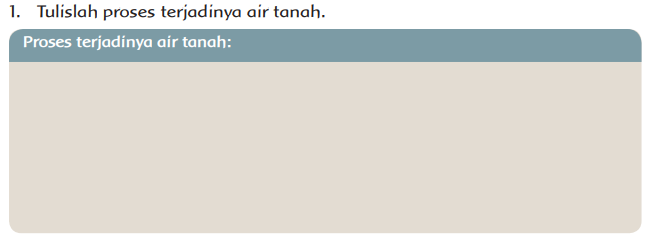 1. Tulislah proses terjadinya air tanah.
Proses terjadinya air tanah: